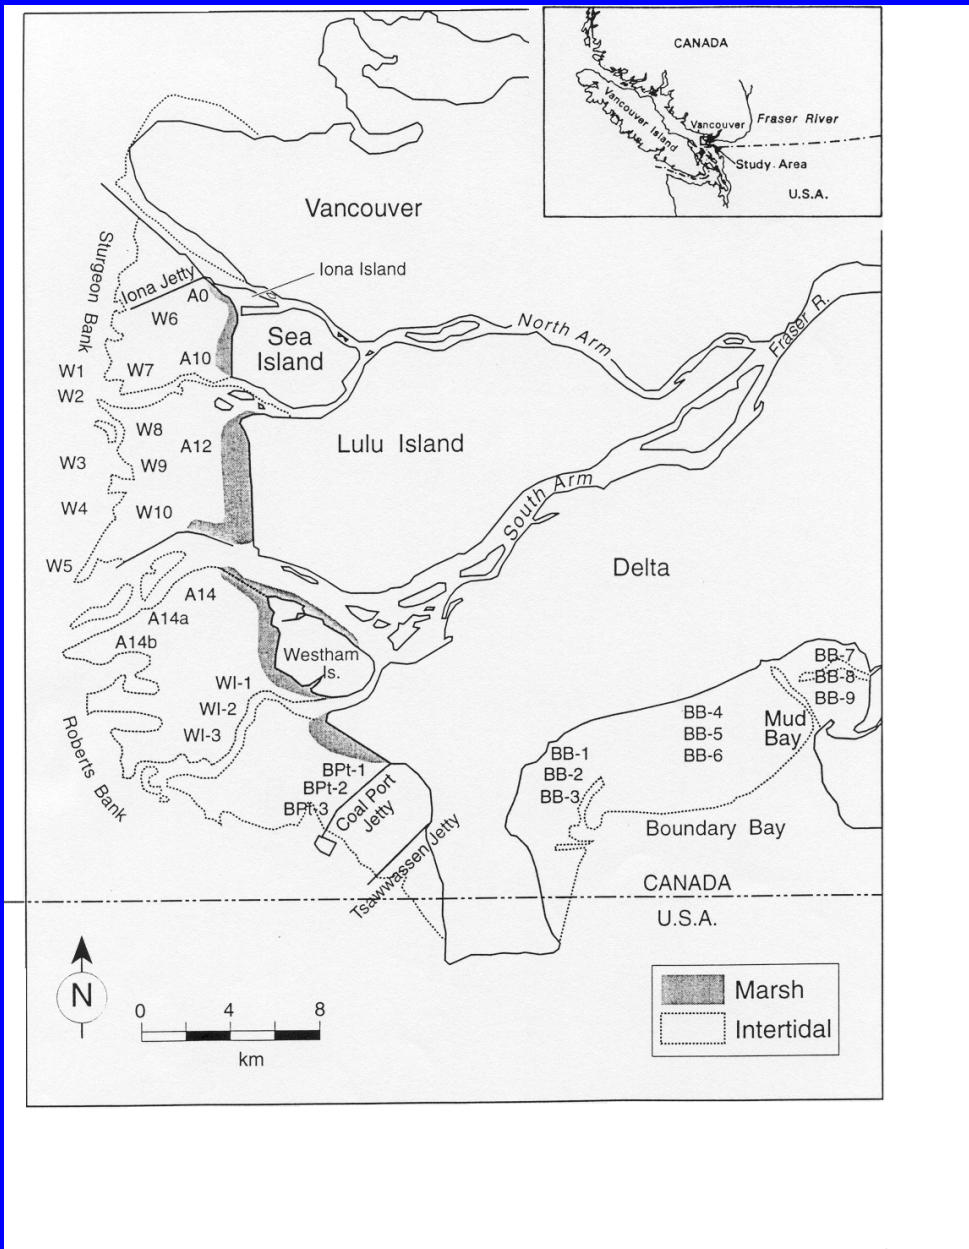 CANADA
Vancouver Island
Vancouver
Fraser River
Study Area
U.S.A.
Vancouver
Iona Island
Sturgeon Bank
Iona Jetty
A0
W6
Sea
Island
North Arm
Fraser R.
A10
W1
W7
W2
W8
A12
Lulu Island
W3
W9
W4
W10
South Arm
W5
Delta
A14
A14a
A14b
Westham
Is.
WI-1
WI-2
WI-3
Roberts Bank
BPt-1
BPt-2
BPt-3
Coal Port
Jetty
Tsawwassen Jetty
BB-7
BB-8
BB-9
BB-4
BB-5
BB-6
Mud
Bay
BB-1
BB-2
BB-3
Boundary Bay
CANADA
U.S.A.
N
0 4 8
km
Marsh
Intertidal